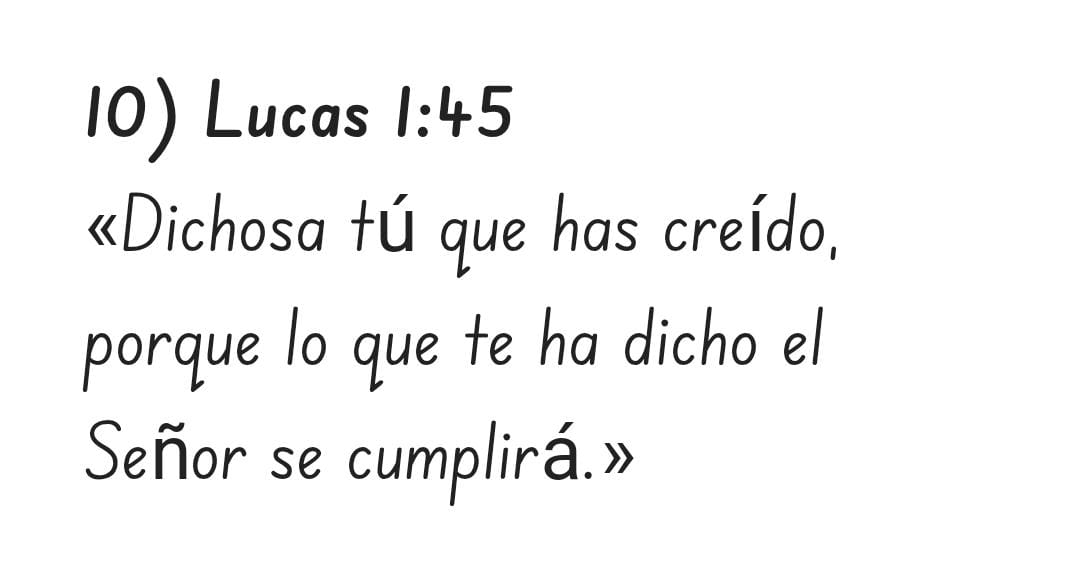 10) Lucas 1:45
«Dichosa tú que has creído,
porque lo que te ha dicho el
Señor se cumplirá.»